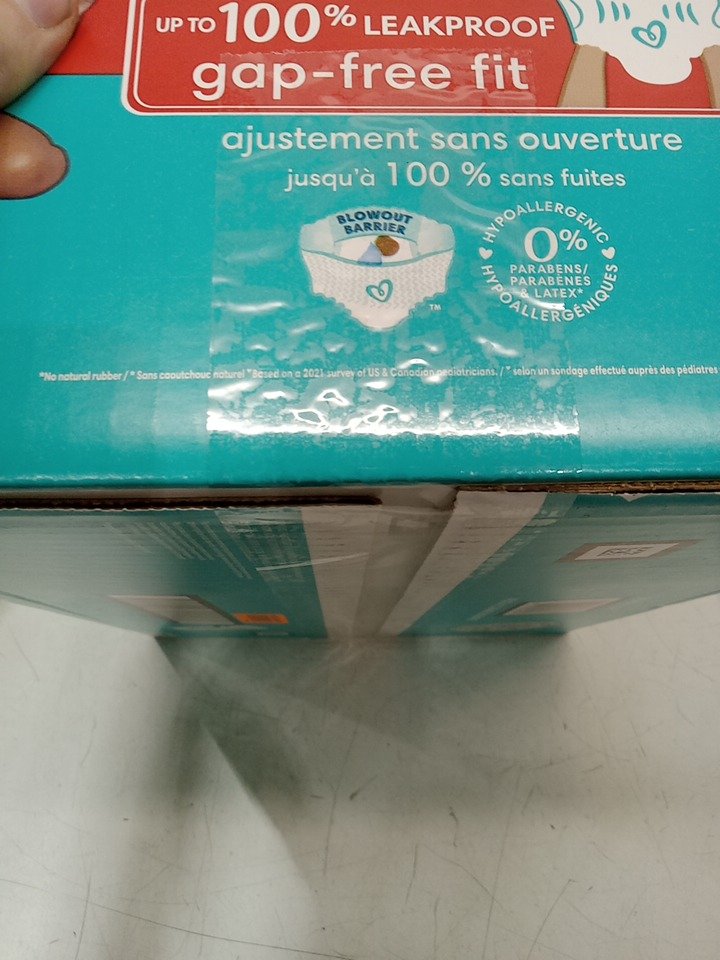 UP TO 100% LEAKPROOF
gap-free fit
ajustement sans ouverture
jusqu'à 100 % sans fuites
BLOWOUT
BARRIER
TM
HYPOALLERGENIC
0%
PARABENS/
PARABÈNES
& LATEX*
HYPOALLERGÉNIQUES
*No natural rubber / * Sans caoutchouc naturel ˅Based on a 2021 survey of US & Canadian pediatricians. / ˅ selon un sondage effectué auprès des pédiatres